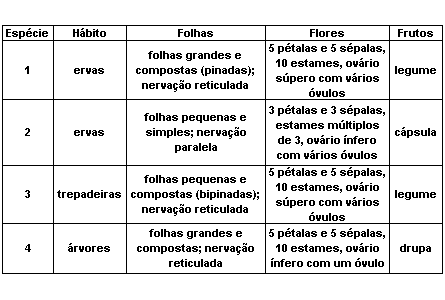 Espécie Hábito Folhas Flores Frutos
1 ervas folhas grandes e compostas (pinadas); nervação reticulada 5 pétalas e 5 sépalas, 10 estames, ovário súpero com vários óvulos legume
2 ervas folhas pequenas e simples; nervação paralela 3 pétalas e 3 sépalas, estames múltiplos de 3, ovário ínfero com vários óvulos cápsula
3 trepadeiras folhas pequenas e compostas (bipinadas); nervação reticulada 5 pétalas e 5 sépalas, 10 estames, ovário súpero com vários óvulos legume
4 árvores folhas grandes e compostas; nervação reticulada 5 pétalas e 5 sépalas, 10 estames, ovário ínfero com um óvulo drupa